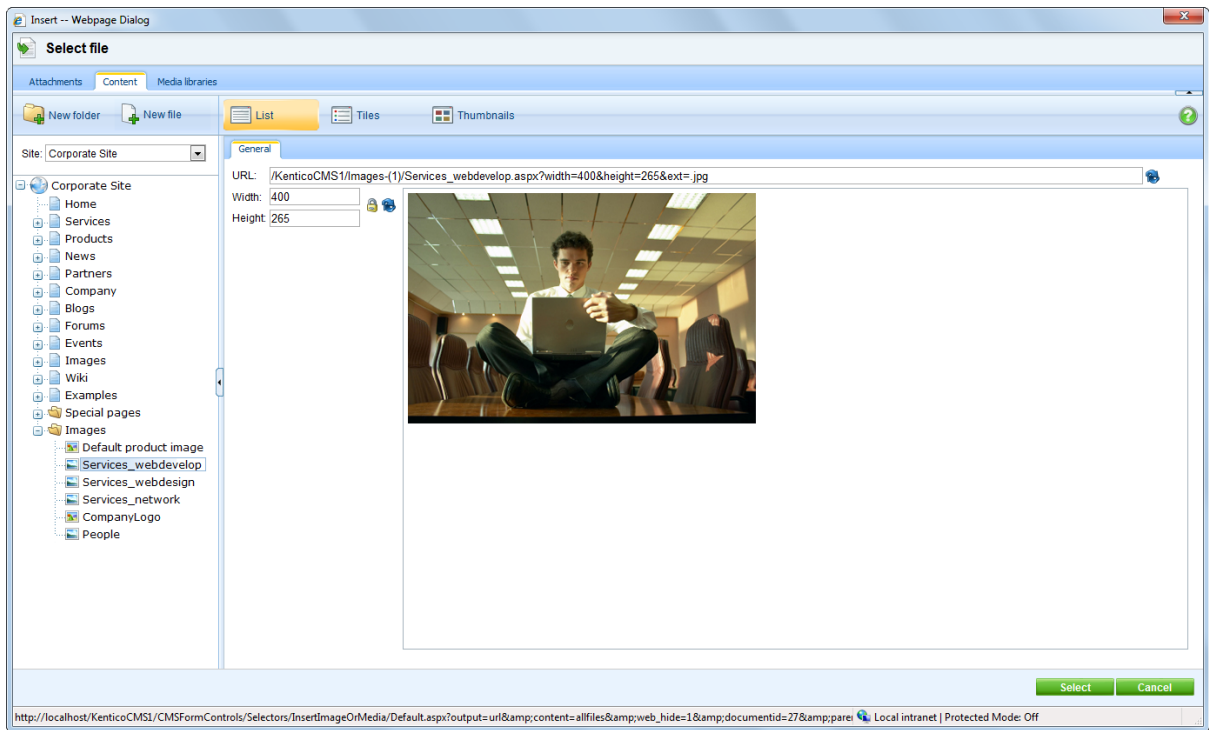 Insert -- Webpage Dialog
Select file
Attachments Content Media libraries
New folder New file List Tiles Thumbnails
Site: Corporate Site
General
URL: /KenticoCMS1/Images-(1)/Services_webdevelop.aspx?width=400&height=265&ext=.jpg
Width: 400
Height: 265
Corporate Site
Home
Services
Products
News
Partners
Company
Blogs
Forums
Events
Images
Wiki
Examples
Special pages
Images
Default product image
Services_webdevelop
Services_webdesign
Services_network
CompanyLogo
People
Select Cancel
http://localhost/KenticoCMS1/CMSFormControls/Selectors/InsertImageOrMedia/Default.aspx?output=url&amp;content=allfiles&amp;web_hide=1&amp;documentid=27&amp;parei Local intranet | Protected Mode: Off